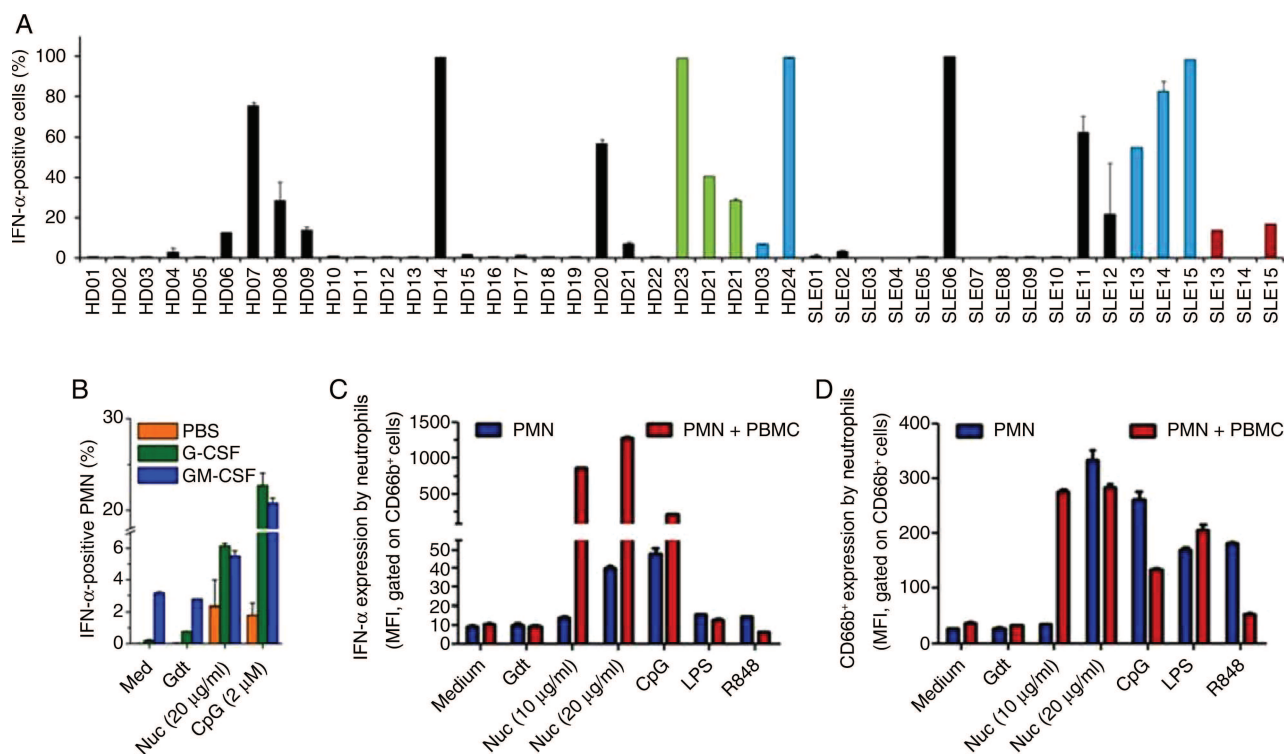 A
IFN-α-positive cells (%)
100
80
60
40
20
0
HD01 HD02 HD03 HD04 HD05 HD06 HD07 HD08 HD09 HD10 HD11 HD12 HD13 HD14 HD15 HD16 HD17 HD18 HD19 HD20 HD21 HD22 HD23 HD21 HD21 HD03 HD24 SLE01 SLE02 SLE03 SLE04 SLE05 SLE06 SLE07 SLE08 SLE09 SLE10 SLE11 SLE12 SLE13 SLE14 SLE15 SLE13 SLE14 SLE15
B
IFN-α-positive PMN (%)
30
20
6
4
2
0
PBS
G-CSF
GM-CSF
Med Gdt Nuc (20 μg/ml) CpG (2 μM)
C
IFN-α expression by neutrophils
(MFI, gated on CD66b⁺ cells)
1500
1000
500
50
40
30
20
10
0
PMN PMN + PBMC
Medium Gdt Nuc (10 μg/ml) Nuc (20 μg/ml) CpG LPS R848
D
CD66b⁺ expression by neutrophils
(MFI, gated on CD66b⁺ cells)
400
300
200
100
0
PMN PMN + PBMC
Medium Gdt Nuc (10 μg/ml) Nuc (20 μg/ml) CpG LPS R848